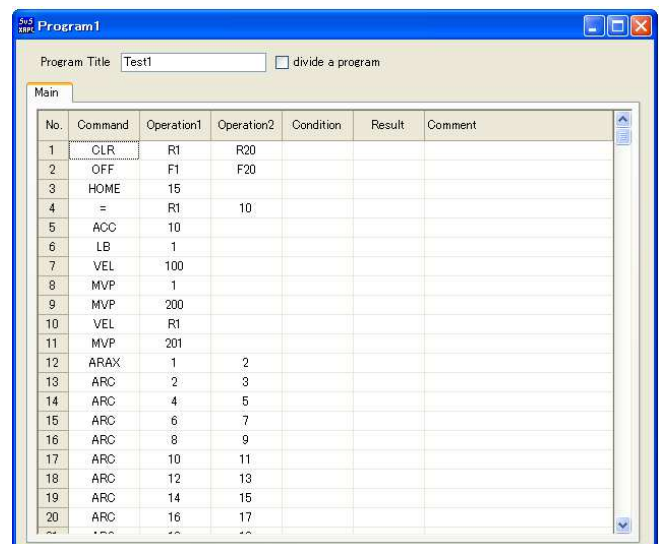 SvS Program1
XRPC
Program Title Test1 divide a program
Main
No. Command Operation1 Operation2 Condition Result Comment
1 CLR R1 R20
2 OFF F1 F20
3 HOME 15
4 = R1 10
5 ACC 10
6 LB 1
7 VEL 100
8 MVP 1
9 MVP 200
10 VEL R1
11 MVP 201
12 ARAX 1 2
13 ARC 2 3
14 ARC 4 5
15 ARC 6 7
16 ARC 8 9
17 ARC 10 11
18 ARC 12 13
19 ARC 14 15
20 ARC 16 17